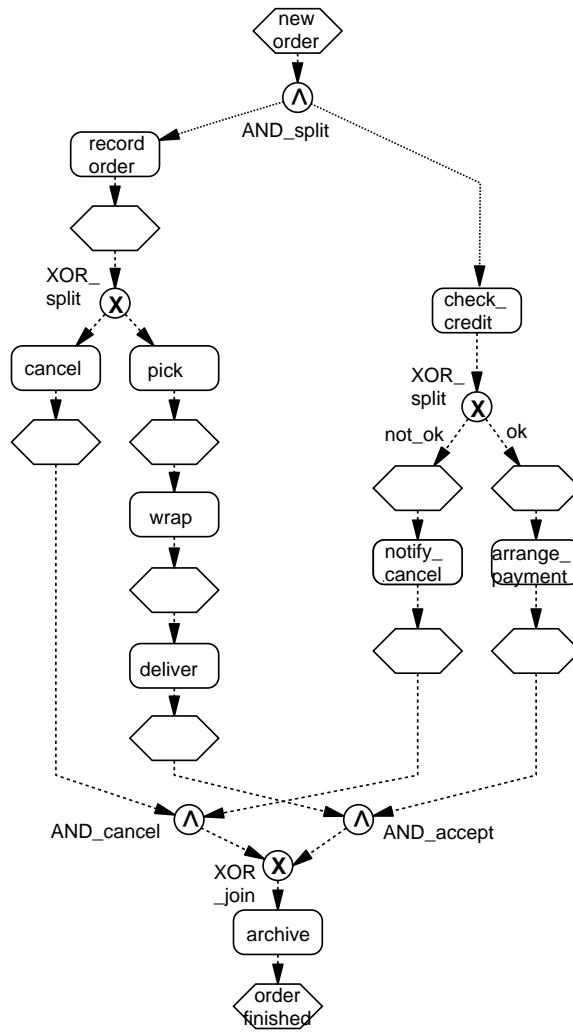 new
order
Λ
AND_split
record
order
XOR_
split
X
check_
credit
cancel
pick
XOR_
split
X
not_ok
ok
wrap
notify_
cancel
arrange_
payment
deliver
Λ
Λ
AND_cancel
AND_accept
X
XOR
_join
archive
order
finished